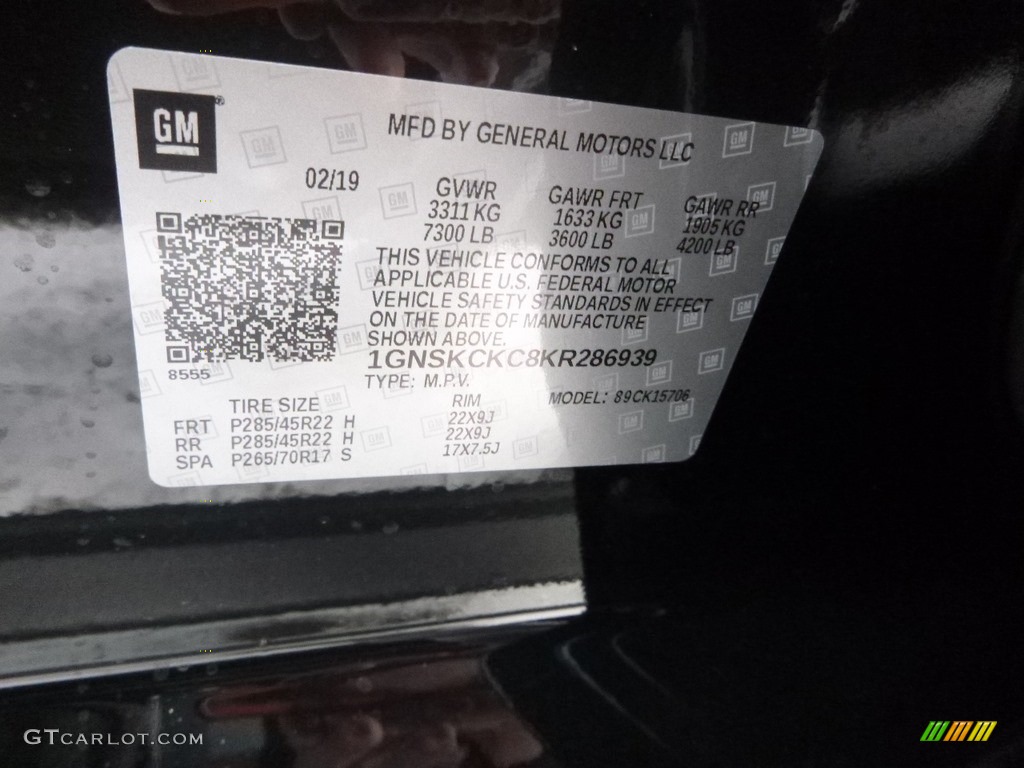 GM
MFD BY GENERAL MOTORS LLC
02/19
GVWR GAWR FRT GAWR RR
3311 KG 1633 KG 1905 KG
7300 LB 3600 LB 4200 LB
THIS VEHICLE CONFORMS TO ALL
APPLICABLE U.S. FEDERAL MOTOR
VEHICLE SAFETY STANDARDS IN EFFECT
ON THE DATE OF MANUFACTURE
SHOWN ABOVE.
8555
1GNSKCKC8KR286939
TYPE: M.P.V. MODEL: 89CK15706
TIRE SIZE RIM
FRT P285/45R22 H 22X9J
RR P285/45R22 H 22X9J
SPA P265/70R17 S 17X7.5J
GTCARLOT.COM